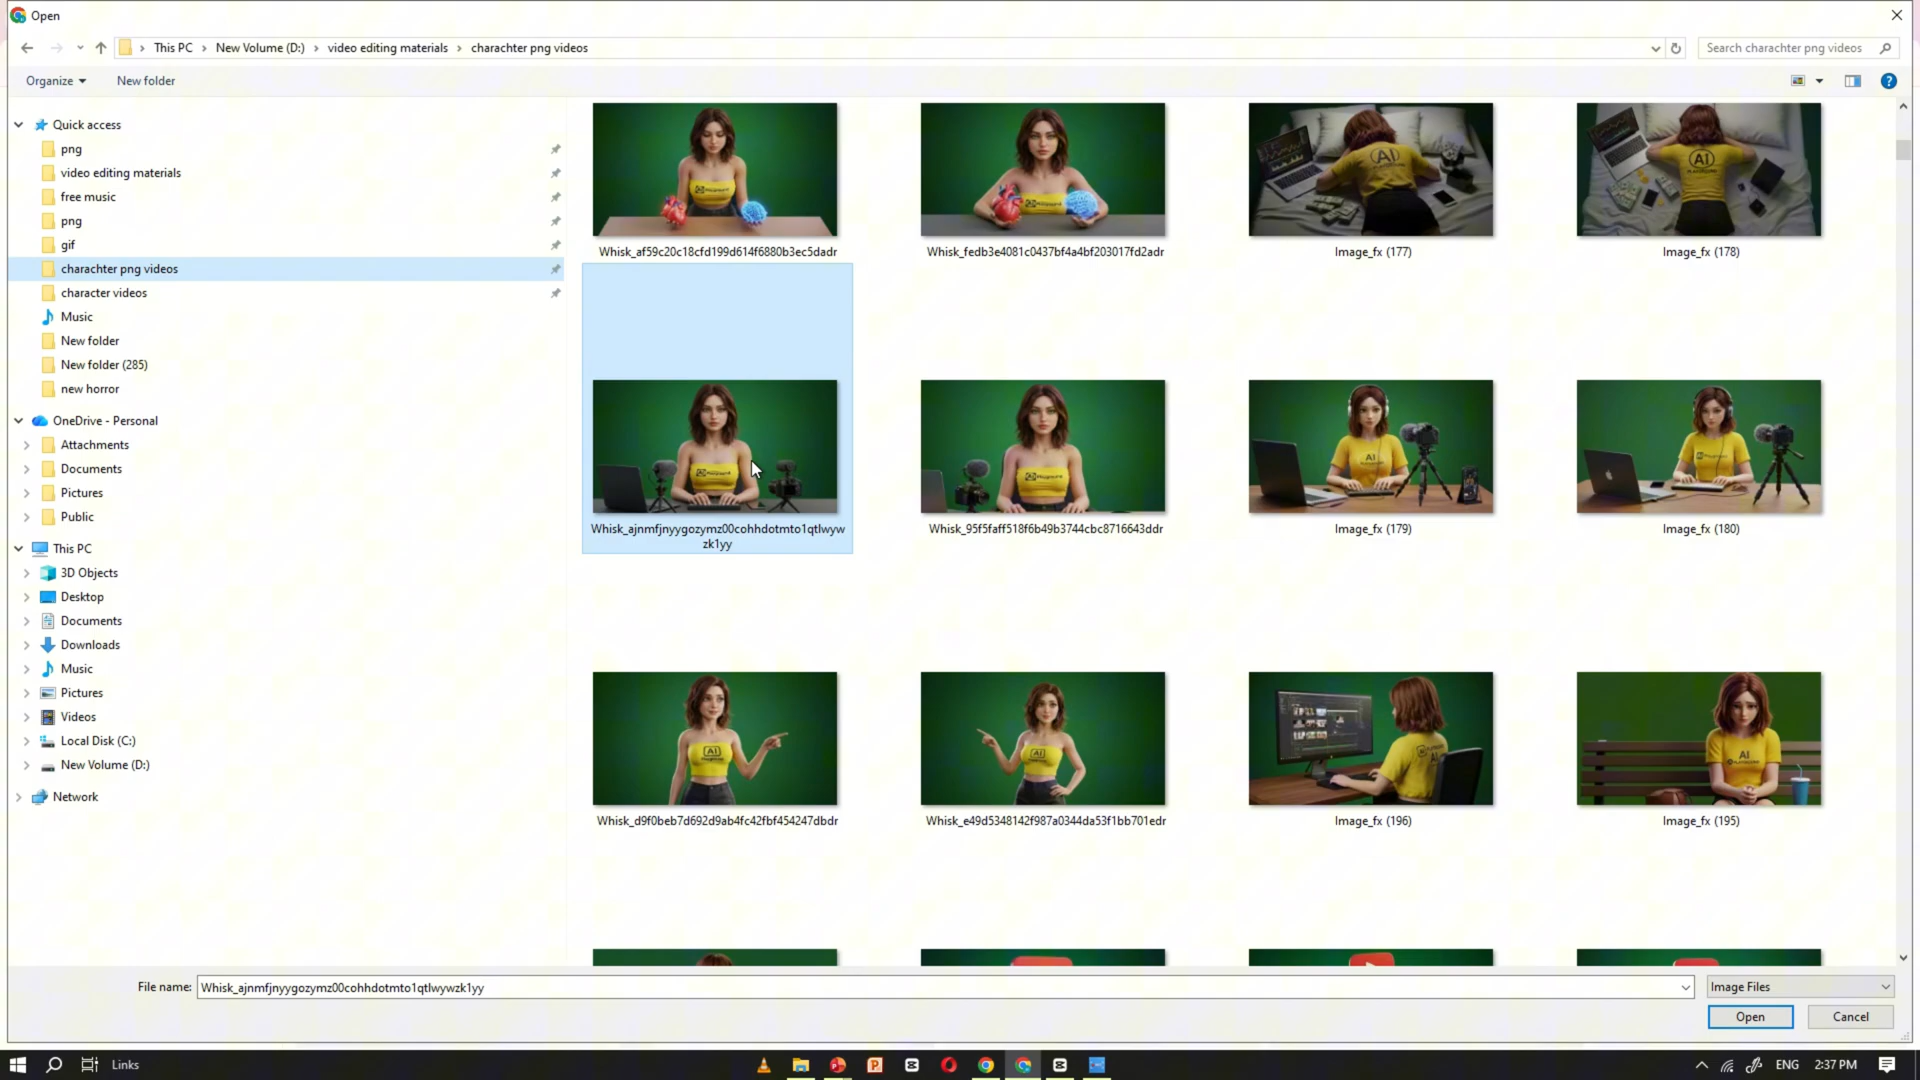 Open
This PC > New Volume (D:) > video editing materials > charachter png videos
Search charachter png videos
Organize
New folder
Quick access
png
video editing materials
free music
png
gif
charachter png videos
character videos
Music
New folder
New folder (285)
new horror
OneDrive - Personal
Attachments
Documents
Pictures
Public
This PC
3D Objects
Desktop
Documents
Downloads
Music
Pictures
Videos
Local Disk (C:)
New Volume (D:)
Network
Whisk_af59c20c18cfd199d614f6880b3ec5dadr
Whisk_fedb3e4081c0437bf4a4bf203017fd2adr
Image_fx (177)
Image_fx (178)
Whisk_ajnmfjnyygozymz00cohhdotmto1qtlwyw
zk1yy
Whisk_95f5faff518f6b49b3744cbc8716643ddr
Image_fx (179)
Image_fx (180)
Whisk_d9f0beb7d692d9ab4fc42fbf454247dbdr
Whisk_e49d5348142f987a0344da53f1bb701edr
Image_fx (196)
Image_fx (195)
File name:
Whisk_ajnmfjnyygozymz00cohhdotmto1qtlwywzk1yy
Image Files
Open
Cancel
Links
ENG
2:37 PM